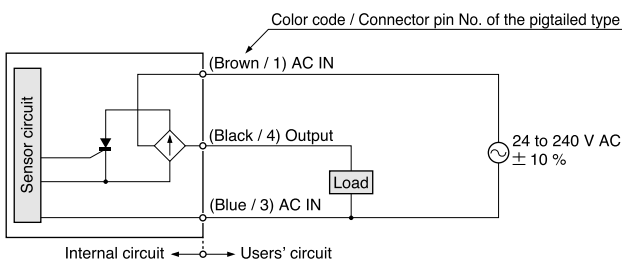 Color code / Connector pin No. of the pigtailed type
(Brown / 1) AC IN
Sensor circuit
(Black / 4) Output
24 to 240 V AC
± 10 %
Load
(Blue / 3) AC IN
Internal circuit
Users' circuit